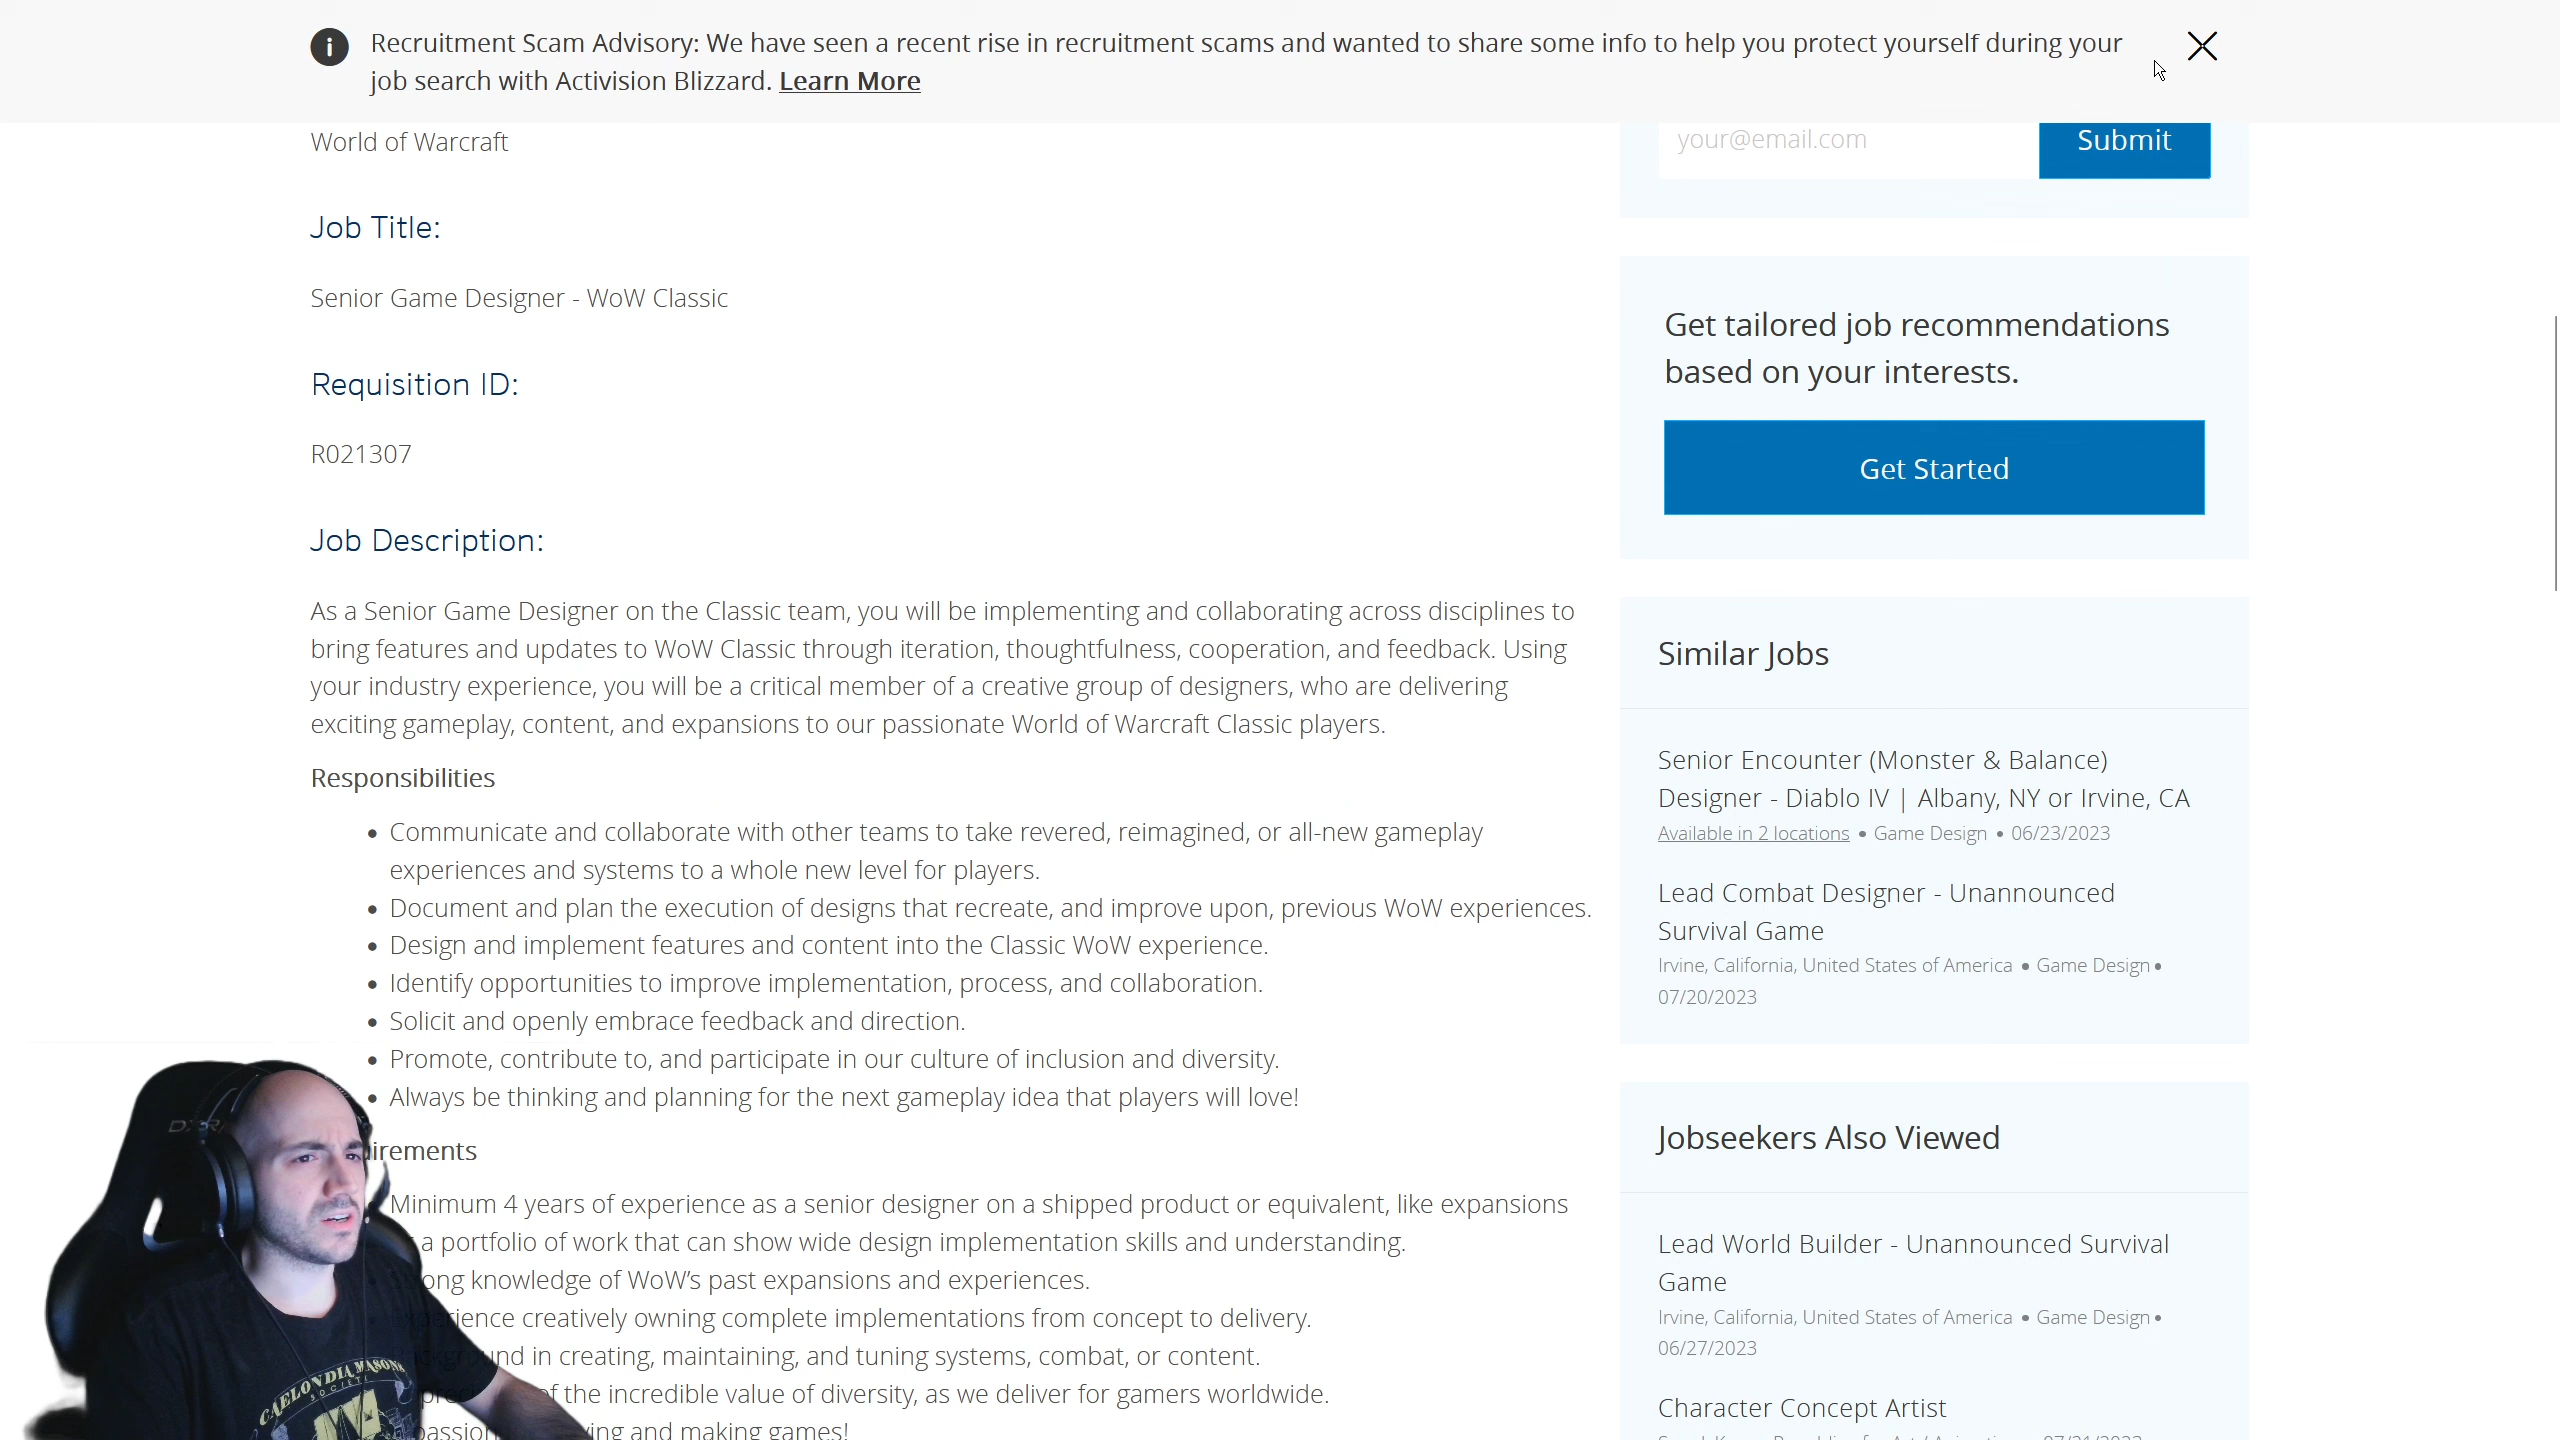 Recruitment Scam Advisory: We have seen a recent rise in recruitment scams and wanted to share some info to help you protect yourself during your
job search with Activision Blizzard. Learn More
World of Warcraft
Job Title:
Senior Game Designer - WoW Classic
Requisition ID:
R021307
Job Description:
As a Senior Game Designer on the Classic team, you will be implementing and collaborating across disciplines to
bring features and updates to WoW Classic through iteration, thoughtfulness, cooperation, and feedback. Using
your industry experience, you will be a critical member of a creative group of designers, who are delivering
exciting gameplay, content, and expansions to our passionate World of Warcraft Classic players.
Responsibilities
• Communicate and collaborate with other teams to take revered, reimagined, or all-new gameplay
experiences and systems to a whole new level for players.
• Document and plan the execution of designs that recreate, and improve upon, previous WoW experiences.
• Design and implement features and content into the Classic WoW experience.
• Identify opportunities to improve implementation, process, and collaboration.
• Solicit and openly embrace feedback and direction.
• Promote, contribute to, and participate in our culture of inclusion and diversity.
• Always be thinking and planning for the next gameplay idea that players will love!
irements
Minimum 4 years of experience as a senior designer on a shipped product or equivalent, like expansions
a portfolio of work that can show wide design implementation skills and understanding.
ong knowledge of WoW's past expansions and experiences.
ience creatively owning complete implementations from concept to delivery.
nd in creating, maintaining, and tuning systems, combat, or content.
f the incredible value of diversity, as we deliver for gamers worldwide.
passion ing and making games!
CAELONDIA MASONS
SOCIETE
your@email.com
Submit
Get tailored job recommendations
based on your interests.
Get Started
Similar Jobs
Senior Encounter (Monster & Balance)
Designer - Diablo IV | Albany, NY or Irvine, CA
Available in 2 locations • Game Design • 06/23/2023
Lead Combat Designer - Unannounced
Survival Game
Irvine, California, United States of America • Game Design •
07/20/2023
Jobseekers Also Viewed
Lead World Builder - Unannounced Survival
Game
Irvine, California, United States of America • Game Design •
06/27/2023
Character Concept Artist